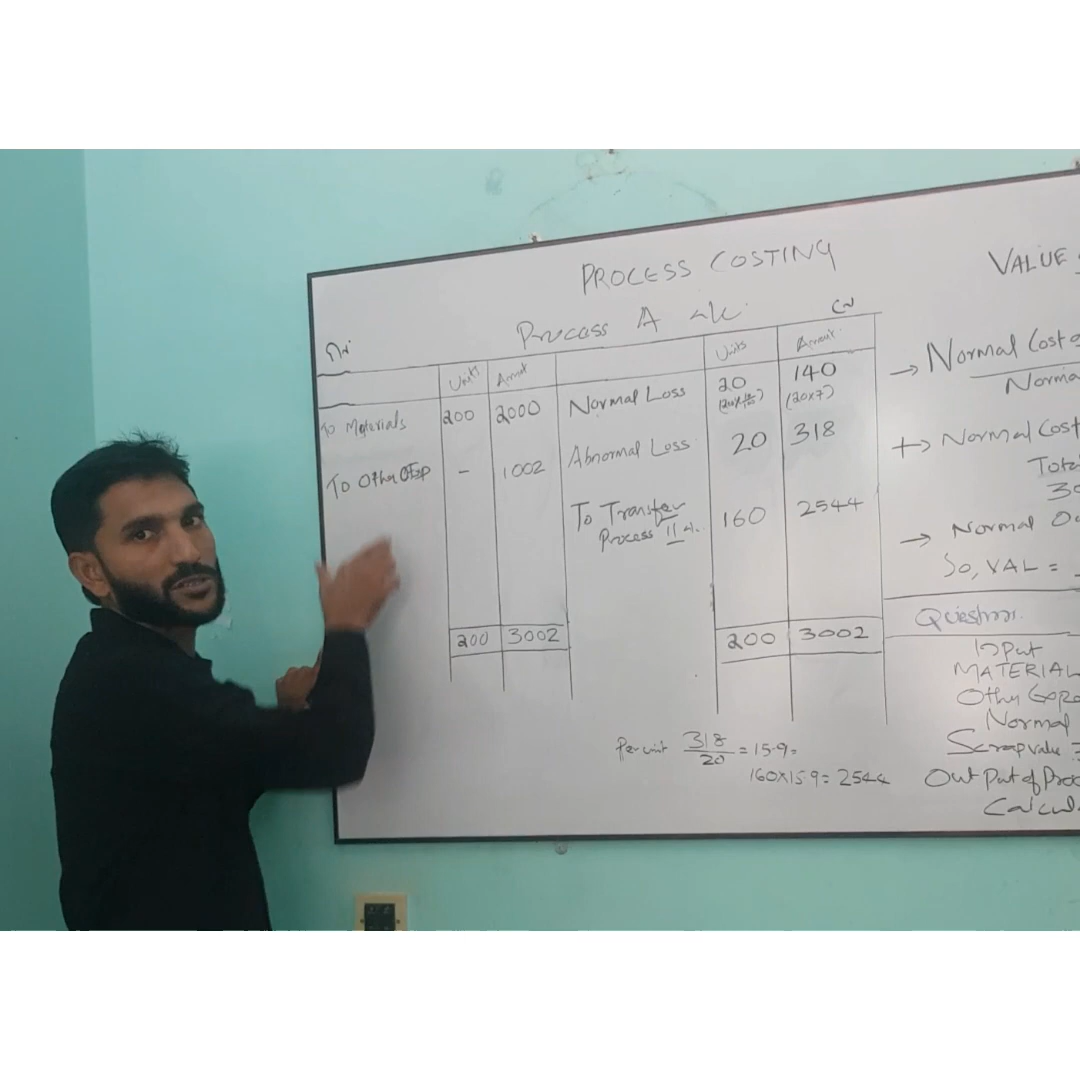 PROCESS COSTING
Process A a/c
Dr
Cr
Units Amount Units Amount
To Materials 200 2000 Normal Loss 20 140
(20x7)
To Other - 1002 Abnormal Loss 20 318
To Transfer 160 2544
Process II
200 3002 200 3002
Per unit 318/20 = 15.9 =
160x15.9 = 2544
VALUE
→ Normal Cost
Norma
+> Normal Cost
Tota
30
→ Normal O
So, VAL =
Question
Input
MATERIAL
Other
Normal
Scrap value
Out Put of Proc
Calcul